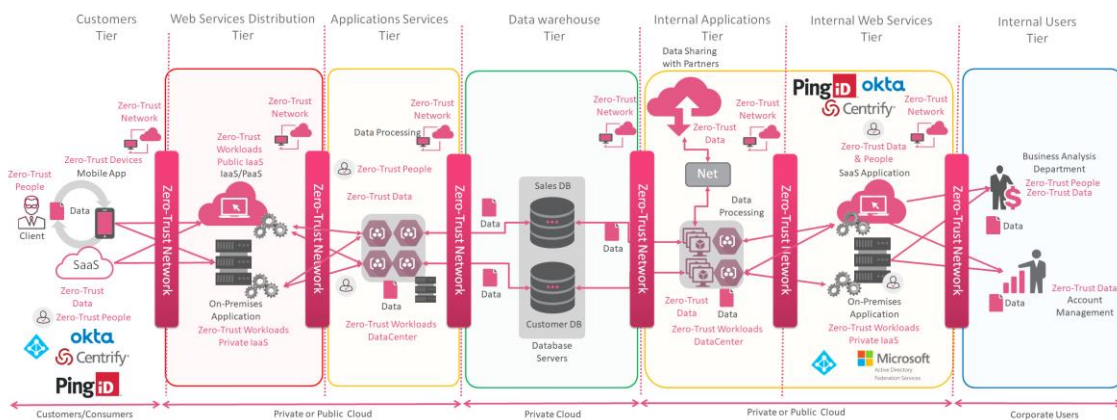 Customers
Tier
Web Services Distribution
Tier
Applications Services
Tier
Data warehouse
Tier
Internal Applications
Tier
Internal Web Services
Tier
Internal Users
Tier
Zero-Trust
Network
Zero-Trust Devices
Mobile App
Zero-Trust
People
Data
Client
SaaS
Zero-Trust
Data
Zero-Trust People
okta
Centrify
Ping
iD
Zero-Trust Network
Zero-Trust
Network
Zero-Trust
Workloads
Public IaaS
IaaS/PaaS
On-Premises
Application
Zero-Trust Workloads
Private IaaS
Zero-Trust Network
Zero-Trust
Network
Data Processing
Zero-Trust People
Zero-Trust Data
Data
Zero-Trust Workloads
DataCenter
Zero-Trust Network
Data
Data
Sales DB
Customer DB
Database
Servers
Data
Zero-Trust
Network
Zero-Trust Network
Data Sharing
with Partners
Zero-Trust
Data
Net
Data
Processing
Zero-Trust
Data
Data
Zero-Trust Workloads
DataCenter
Zero-Trust
Network
Zero-Trust Network
Ping
iD
okta
Centrify
Zero-Trust Data
& People
SaaS Application
On-Premises
Application
Zero-Trust Workloads
Private IaaS
Microsoft
Active Directory
Federation Services
Zero-Trust
Network
Zero-Trust Network
Business Analysis
Department
Zero-Trust People
Zero-Trust Data
Data
Data
Zero-Trust Data
Account
Management
Customers/Consumers
Private or Public Cloud
Private Cloud
Private or Public Cloud
Corporate Users